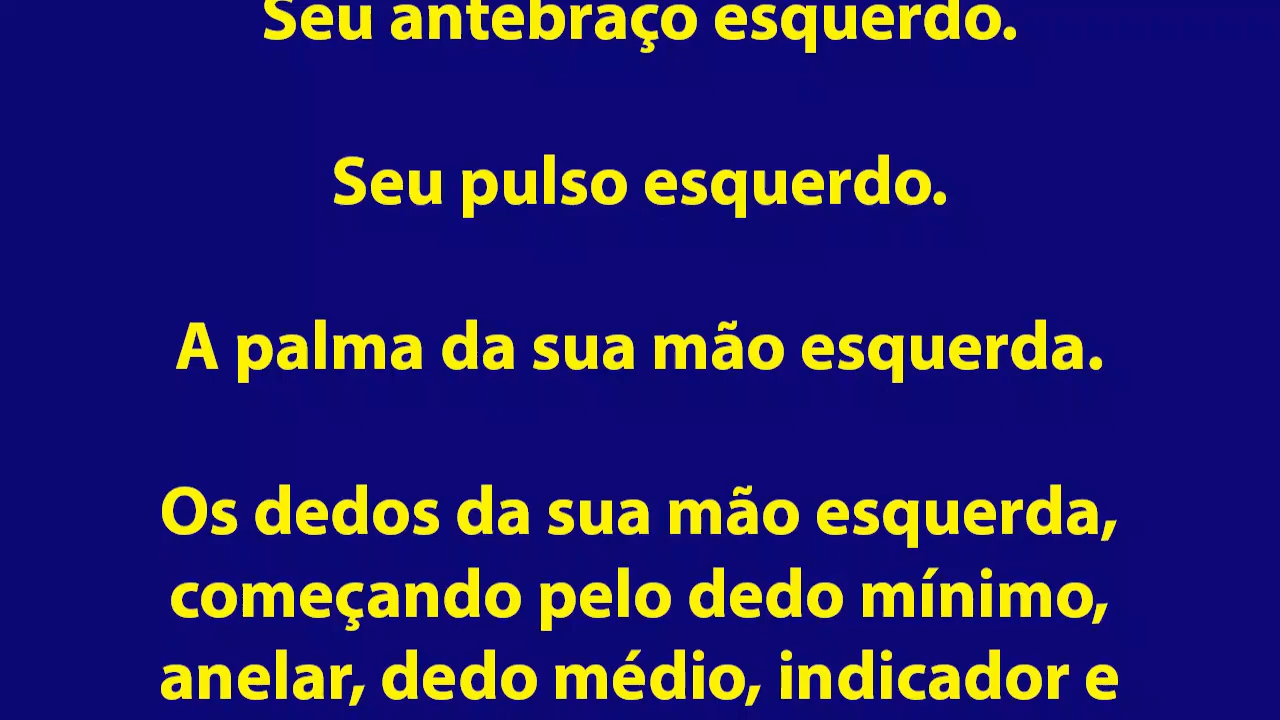 Seu antebraço esquerdo.
Seu pulso esquerdo.
A palma da sua mão esquerda.
Os dedos da sua mão esquerda,
começando pelo dedo mínimo,
anelar, dedo médio, indicador e